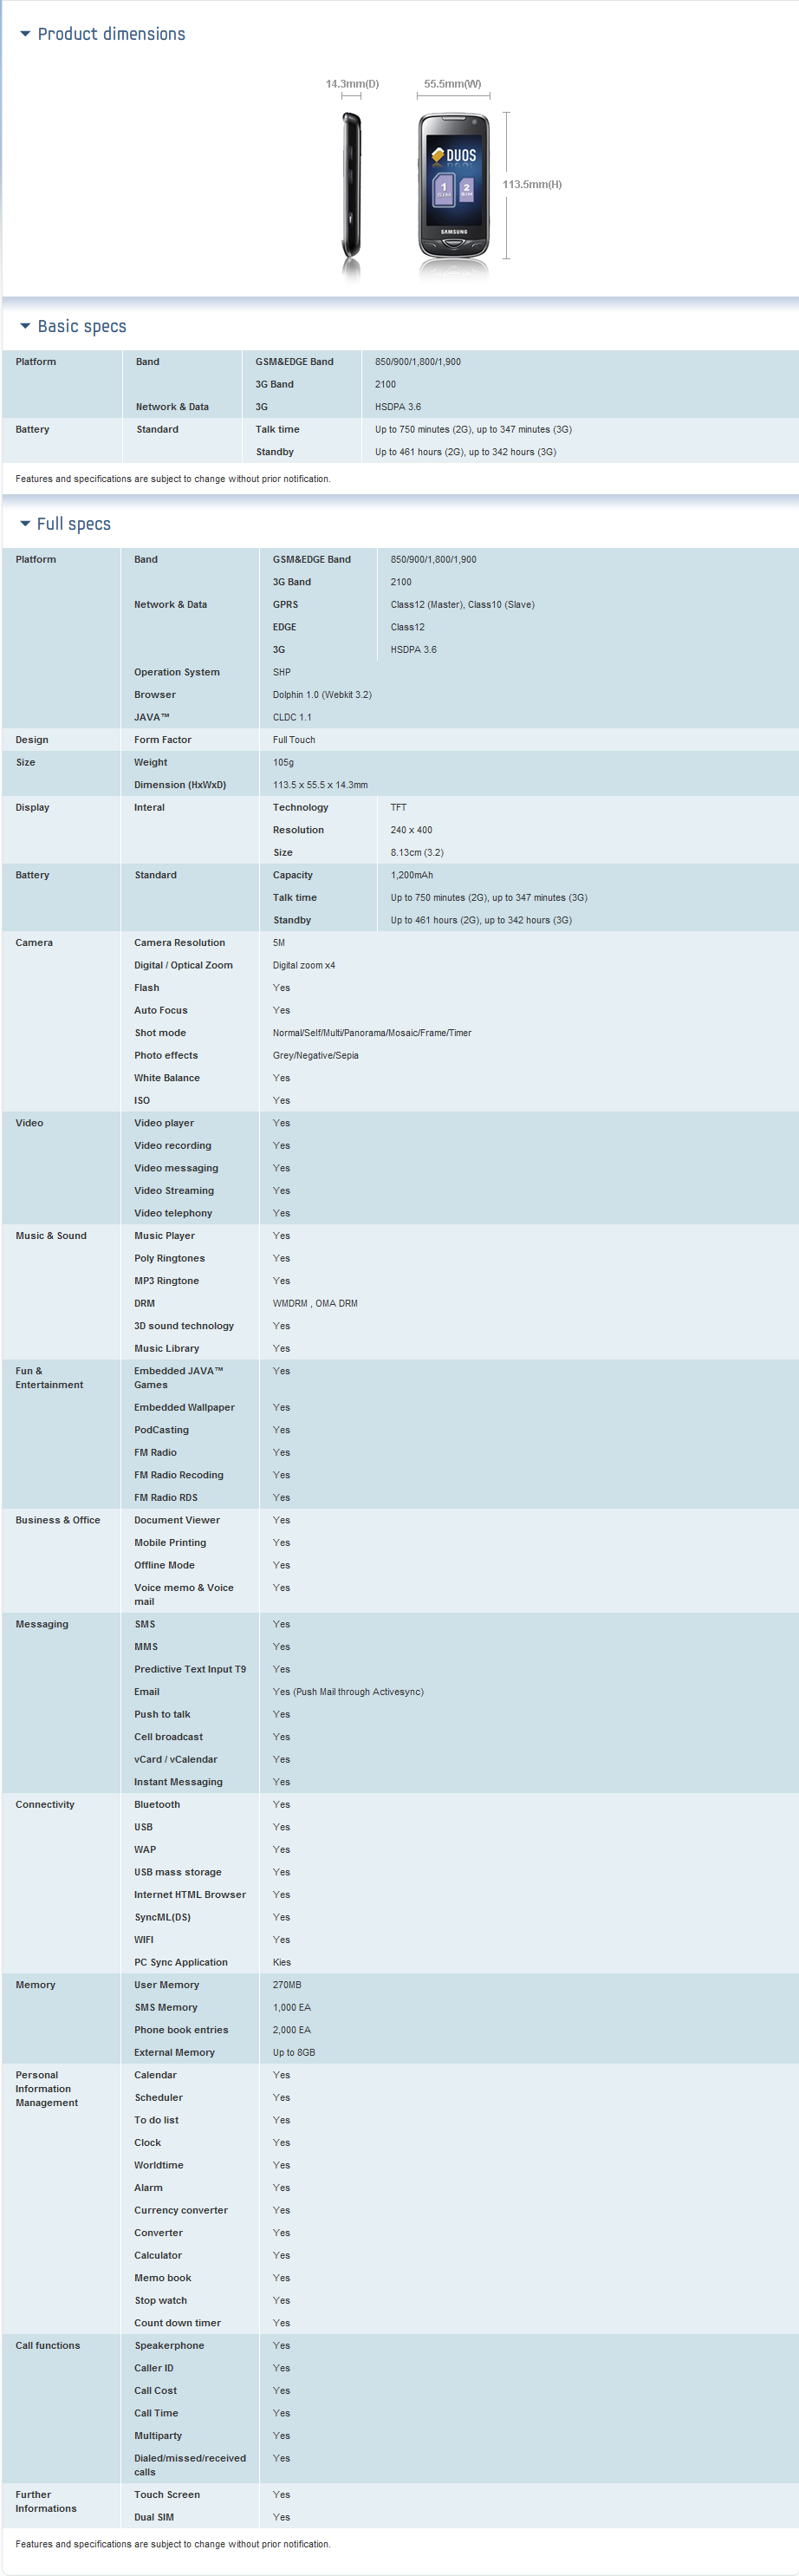 Product dimensions
14.3mm(D) 55.5mm(W)
DUOS
1 2
113.5mm(H)
SAMSUNG
Basic specs
Platform Band GSM&EDGE Band 850/900/1,800/1,900
3G Band 2100
Network & Data 3G HSDPA 3.6
Battery Standard Talk time Up to 750 minutes (2G), up to 347 minutes (3G)
Standby Up to 461 hours (2G), up to 342 hours (3G)
Features and specifications are subject to change without prior notification.
Full specs
Platform Band GSM&EDGE Band 850/900/1,800/1,900
3G Band 2100
Network & Data GPRS Class12 (Master), Class10 (Slave)
EDGE Class12
3G HSDPA 3.6
Operation System SHP
Browser Dolphin 1.0 (Webkit 3.2)
JAVA™ CLDC 1.1
Design Form Factor Full Touch
Size Weight 105g
Dimension (HxWxD) 113.5 x 55.5 x 14.3mm
Display Interal Technology TFT
Resolution 240 x 400
Size 8.13cm (3.2)
Battery Standard Capacity 1,200mAh
Talk time Up to 750 minutes (2G), up to 347 minutes (3G)
Standby Up to 461 hours (2G), up to 342 hours (3G)
Camera Camera Resolution 5M
Digital / Optical Zoom Digital zoom x4
Flash Yes
Auto Focus Yes
Shot mode Normal/Self/Multi/Panorama/Mosaic/Frame/Timer
Photo effects Grey/Negative/Sepia
White Balance Yes
ISO Yes
Video Video player Yes
Video recording Yes
Video messaging Yes
Video Streaming Yes
Video telephony Yes
Music & Sound Music Player Yes
Poly Ringtones Yes
MP3 Ringtone Yes
DRM WMDRM , OMA DRM
3D sound technology Yes
Music Library Yes
Fun & Embedded JAVA™ Yes
Entertainment Games
Embedded Wallpaper Yes
PodCasting Yes
FM Radio Yes
FM Radio Recoding Yes
FM Radio RDS Yes
Business & Office Document Viewer Yes
Mobile Printing Yes
Offline Mode Yes
Voice memo & Voice Yes
mail
Messaging SMS Yes
MMS Yes
Predictive Text Input T9 Yes
Email Yes (Push Mail through Activesync)
Push to talk Yes
Cell broadcast Yes
vCard / vCalendar Yes
Instant Messaging Yes
Connectivity Bluetooth Yes
USB Yes
WAP Yes
USB mass storage Yes
Internet HTML Browser Yes
SyncML(DS) Yes
WIFI Yes
PC Sync Application Kies
Memory User Memory 270MB
SMS Memory 1,000 EA
Phone book entries 2,000 EA
External Memory Up to 8GB
Personal Calendar Yes
Information
Management
Scheduler Yes
To do list Yes
Clock Yes
Worldtime Yes
Alarm Yes
Currency converter Yes
Converter Yes
Calculator Yes
Memo book Yes
Stop watch Yes
Count down timer Yes
Call functions Speakerphone Yes
Caller ID Yes
Call Cost Yes
Call Time Yes
Multiparty Yes
Dialed/missed/received Yes
calls
Further Touch Screen Yes
Informations
Dual SIM Yes
Features and specifications are subject to change without prior notification.